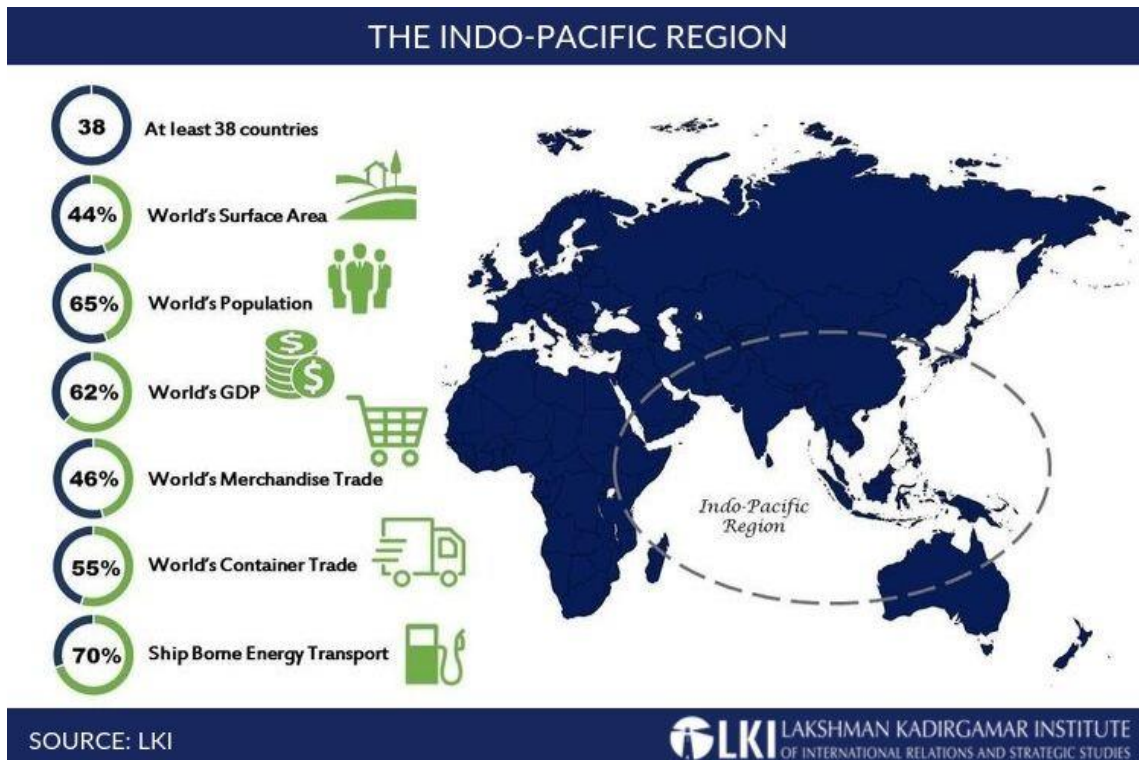 THE INDO-PACIFIC REGION
38
At least 38 countries
44%
World's Surface Area
65%
World's Population
62%
World's GDP
46%
World's Merchandise Trade
55%
World's Container Trade
70%
Ship Borne Energy Transport
Indo-Pacific
Region
SOURCE: LKI
LKI
LAKSHMAN KADIRGAMAR INSTITUTE
OF INTERNATIONAL RELATIONS AND STRATEGIC STUDIES